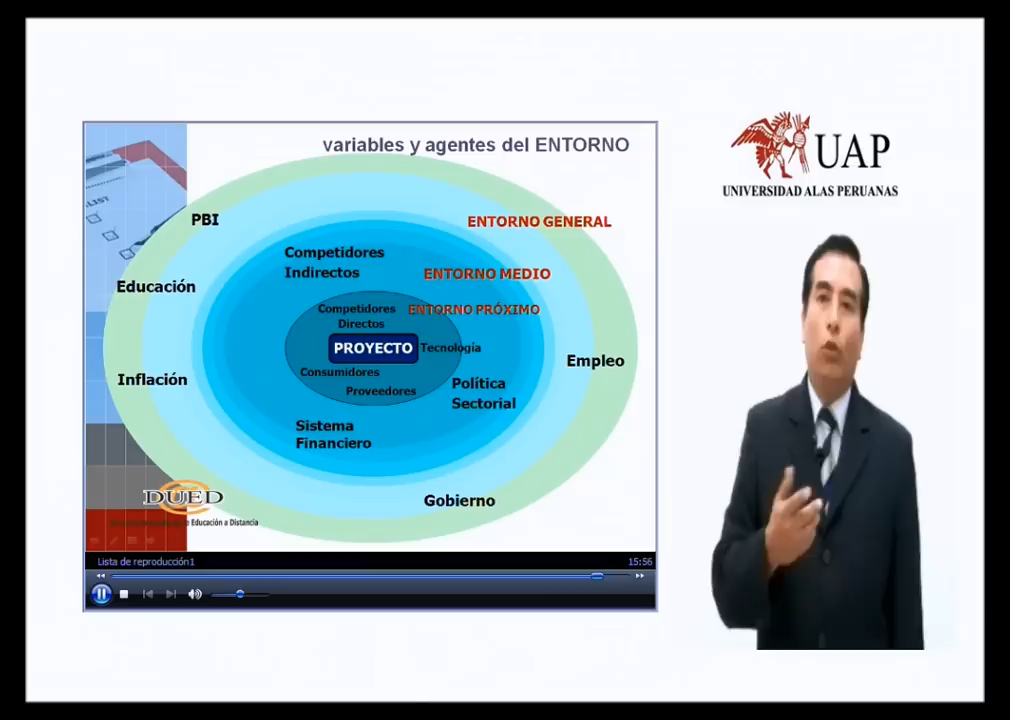 variables y agentes del ENTORNO
PBI
ENTORNO GENERAL
Competidores
Indirectos
ENTORNO MEDIO
Educación
Competidores
Directos
ENTORNO PRÓXIMO
PROYECTO
Tecnología
Empleo
Inflación
Consumidores
Proveedores
Política
Sectorial
Sistema
Financiero
Gobierno
LIST
DUED
e Educación a Distancia
Lista de reproducción1
15:56
UAP
UNIVERSIDAD ALAS PERUANAS